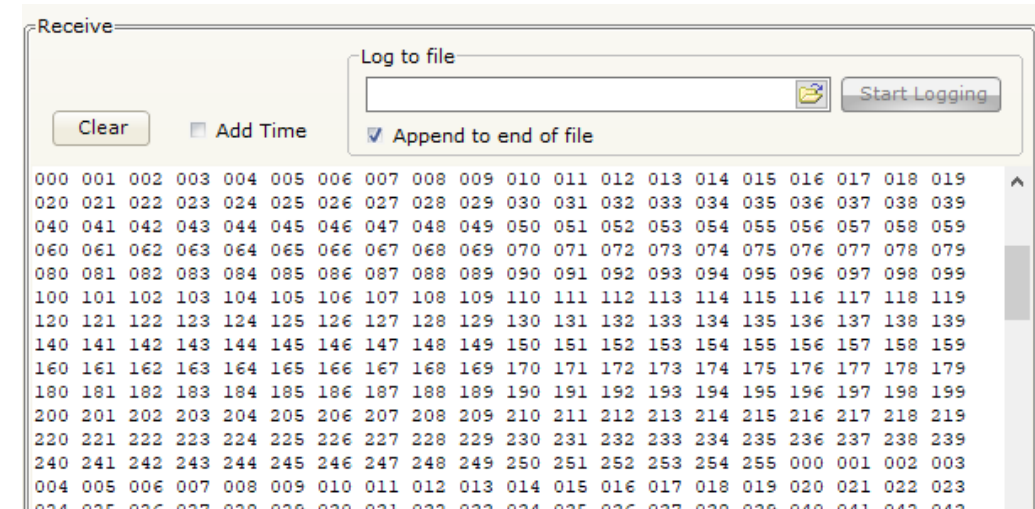 Receive
Log to file
Start Logging
Clear
Add Time
Append to end of file
000 001 002 003 004 005 006 007 008 009 010 011 012 013 014 015 016 017 018 019
020 021 022 023 024 025 026 027 028 029 030 031 032 033 034 035 036 037 038 039
040 041 042 043 044 045 046 047 048 049 050 051 052 053 054 055 056 057 058 059
060 061 062 063 064 065 066 067 068 069 070 071 072 073 074 075 076 077 078 079
080 081 082 083 084 085 086 087 088 089 090 091 092 093 094 095 096 097 098 099
100 101 102 103 104 105 106 107 108 109 110 111 112 113 114 115 116 117 118 119
120 121 122 123 124 125 126 127 128 129 130 131 132 133 134 135 136 137 138 139
140 141 142 143 144 145 146 147 148 149 150 151 152 153 154 155 156 157 158 159
160 161 162 163 164 165 166 167 168 169 170 171 172 173 174 175 176 177 178 179
180 181 182 183 184 185 186 187 188 189 190 191 192 193 194 195 196 197 198 199
200 201 202 203 204 205 206 207 208 209 210 211 212 213 214 215 216 217 218 219
220 221 222 223 224 225 226 227 228 229 230 231 232 233 234 235 236 237 238 239
240 241 242 243 244 245 246 247 248 249 250 251 252 253 254 255 000 001 002 003
004 005 006 007 008 009 010 011 012 013 014 015 016 017 018 019 020 021 022 023